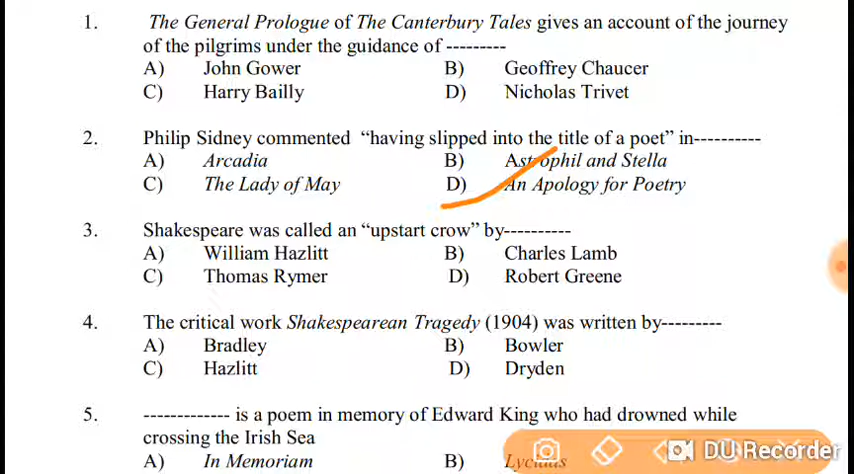 1. The General Prologue of The Canterbury Tales gives an account of the journey
of the pilgrims under the guidance of ---------
A) John Gower B) Geoffrey Chaucer
C) Harry Bailly D) Nicholas Trivet
2. Philip Sidney commented “having slipped into the title of a poet” in----------
A) Arcadia B) Astrophil and Stella
C) The Lady of May D) An Apology for Poetry
3. Shakespeare was called an “upstart crow” by----------
A) William Hazlitt B) Charles Lamb
C) Thomas Rymer D) Robert Greene
4. The critical work Shakespearean Tragedy (1904) was written by---------
A) Bradley B) Bowler
C) Hazlitt D) Dryden
5. ------------- is a poem in memory of Edward King who had drowned while
crossing the Irish Sea
A) In Memoriam B) Lycidas
DU Recorder